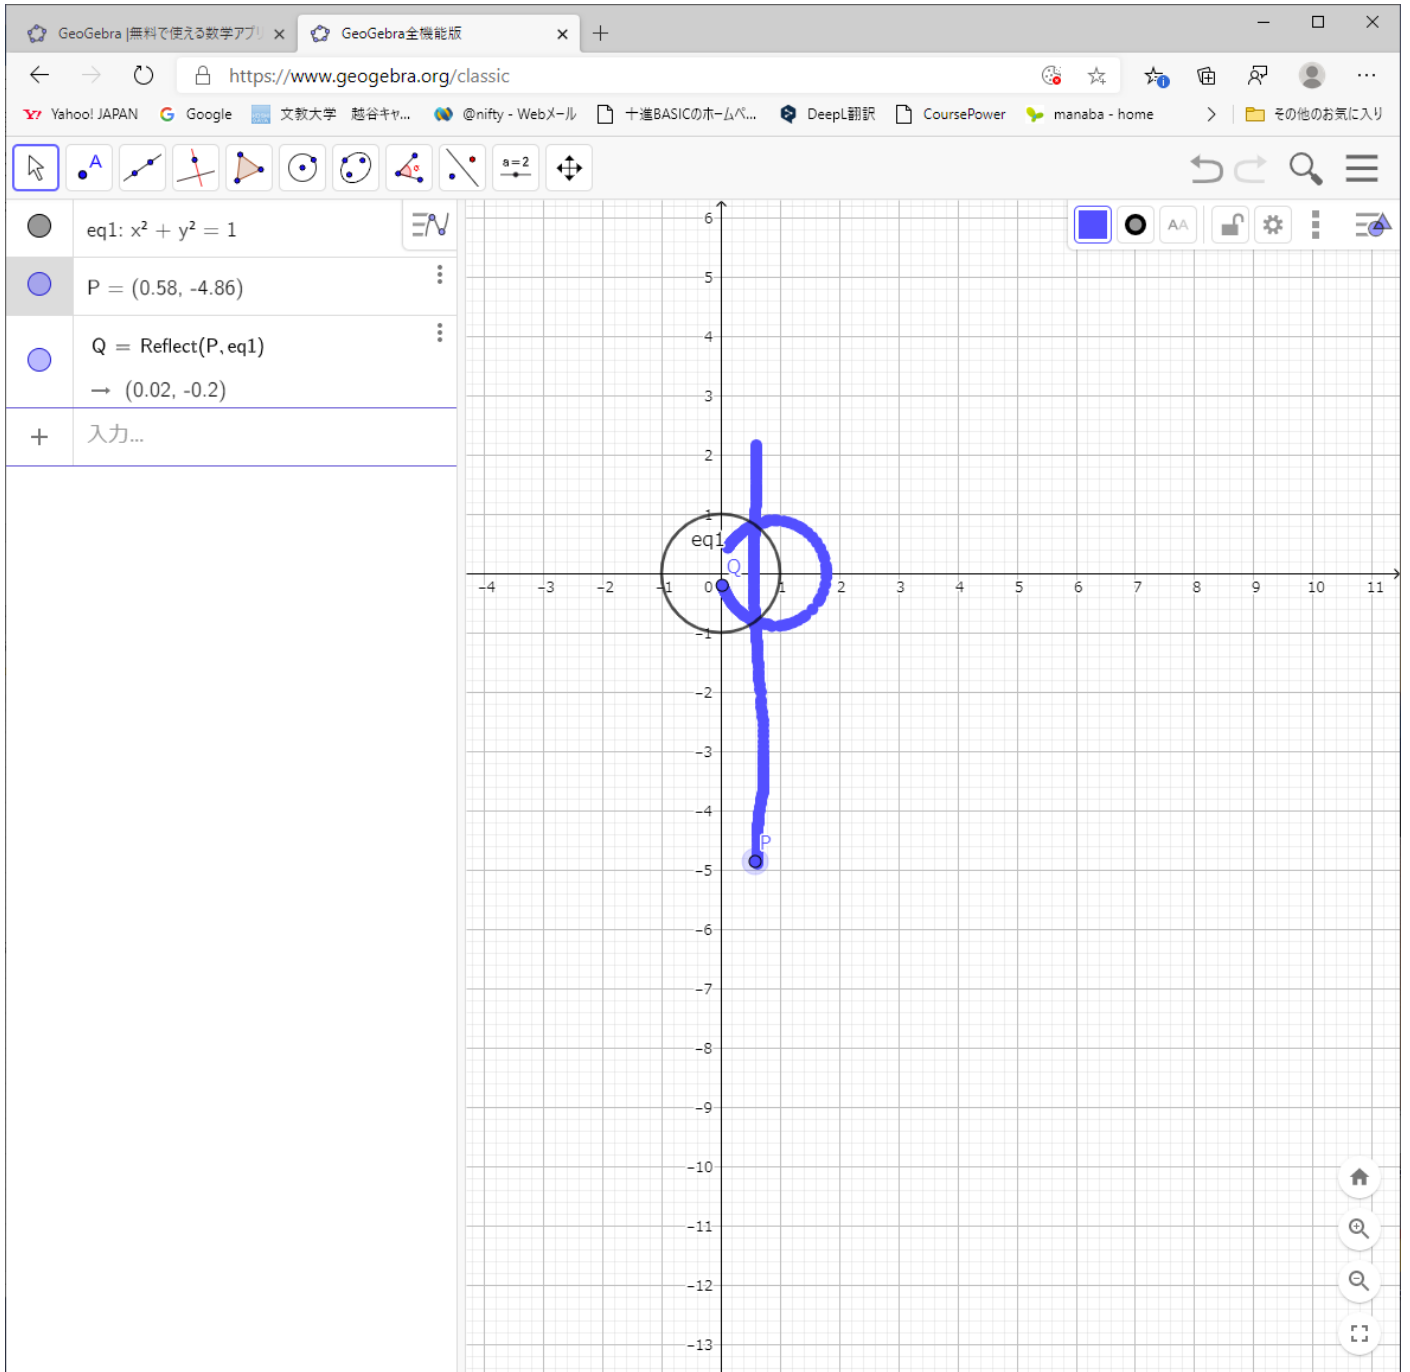 GeoGebra |無料で使える数学アプリ
GeoGebra全機能版
https://www.geogebra.org/classic
Yahoo! JAPAN
Google
文教大学 越谷キャ...
@nifty - Webメール
十進BASICのホームペ...
DeepL翻訳
CoursePower
manaba - home
その他のお気に入り
A
a=2
eq1: x² + y² = 1
AA
P = (0.58, -4.86)
Q = Reflect(P, eq1)
→ (0.02, -0.2)
入力...
6
5
4
3
2
1
eq1
Q
-4 -3 -2 -1 0 1 2 3 4 5 6 7 8 9 10 11
-1
-2
-3
-4
P
-5
-6
-7
-8
-9
-10
-11
-12
-13